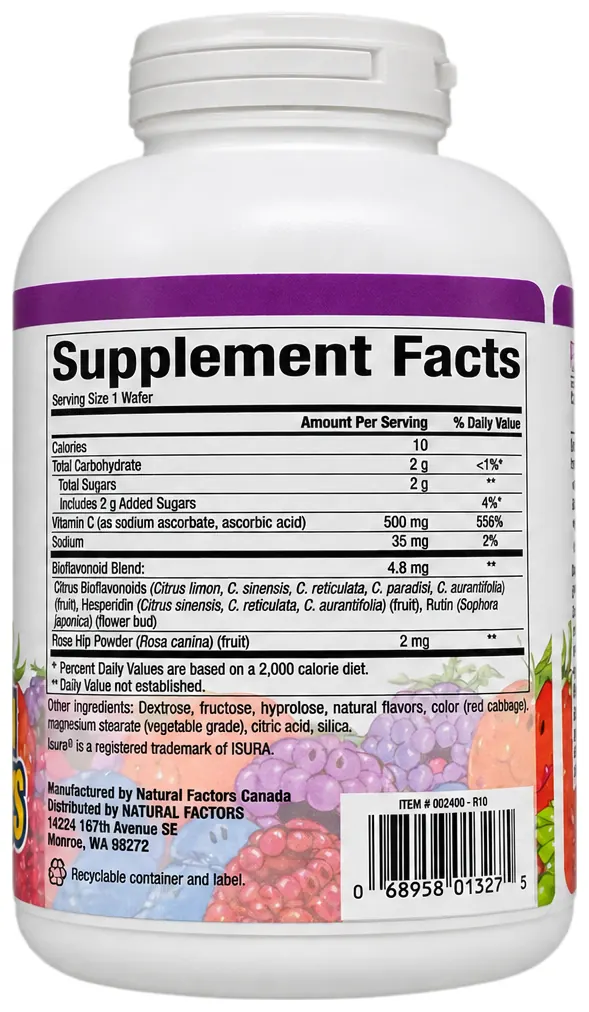 Supplement Facts
Serving Size 1 Wafer
Amount Per Serving % Daily Value
Calories 10
Total Carbohydrate 2 g <1%*
Total Sugars 2 g **
Includes 2 g Added Sugars 4%*
Vitamin C (as sodium ascorbate, ascorbic acid) 500 mg 556%
Sodium 35 mg 2%
Bioflavonoid Blend: 4.8 mg **
Citrus Bioflavonoids (Citrus limon, C. sinensis, C. reticulata, C. paradisi, C. aurantifolia)
(fruit), Hesperidin (Citrus sinensis, C. reticulata, C. aurantifolia) (fruit), Rutin (Sophora
japonica) (flower bud)
Rose Hip Powder (Rosa canina) (fruit) 2 mg **
* Percent Daily Values are based on a 2,000 calorie diet.
** Daily Value not established.
Other ingredients: Dextrose, fructose, hyprolose, natural flavors, color (red cabbage),
magnesium stearate (vegetable grade), citric acid, silica.
Isura® is a registered trademark of ISURA.
Manufactured by Natural Factors Canada
Distributed by NATURAL FACTORS
14224 167th Avenue SE
Monroe, WA 98272
Recyclable container and label.
ITEM # 002400 - R10
0 68958 01327 5